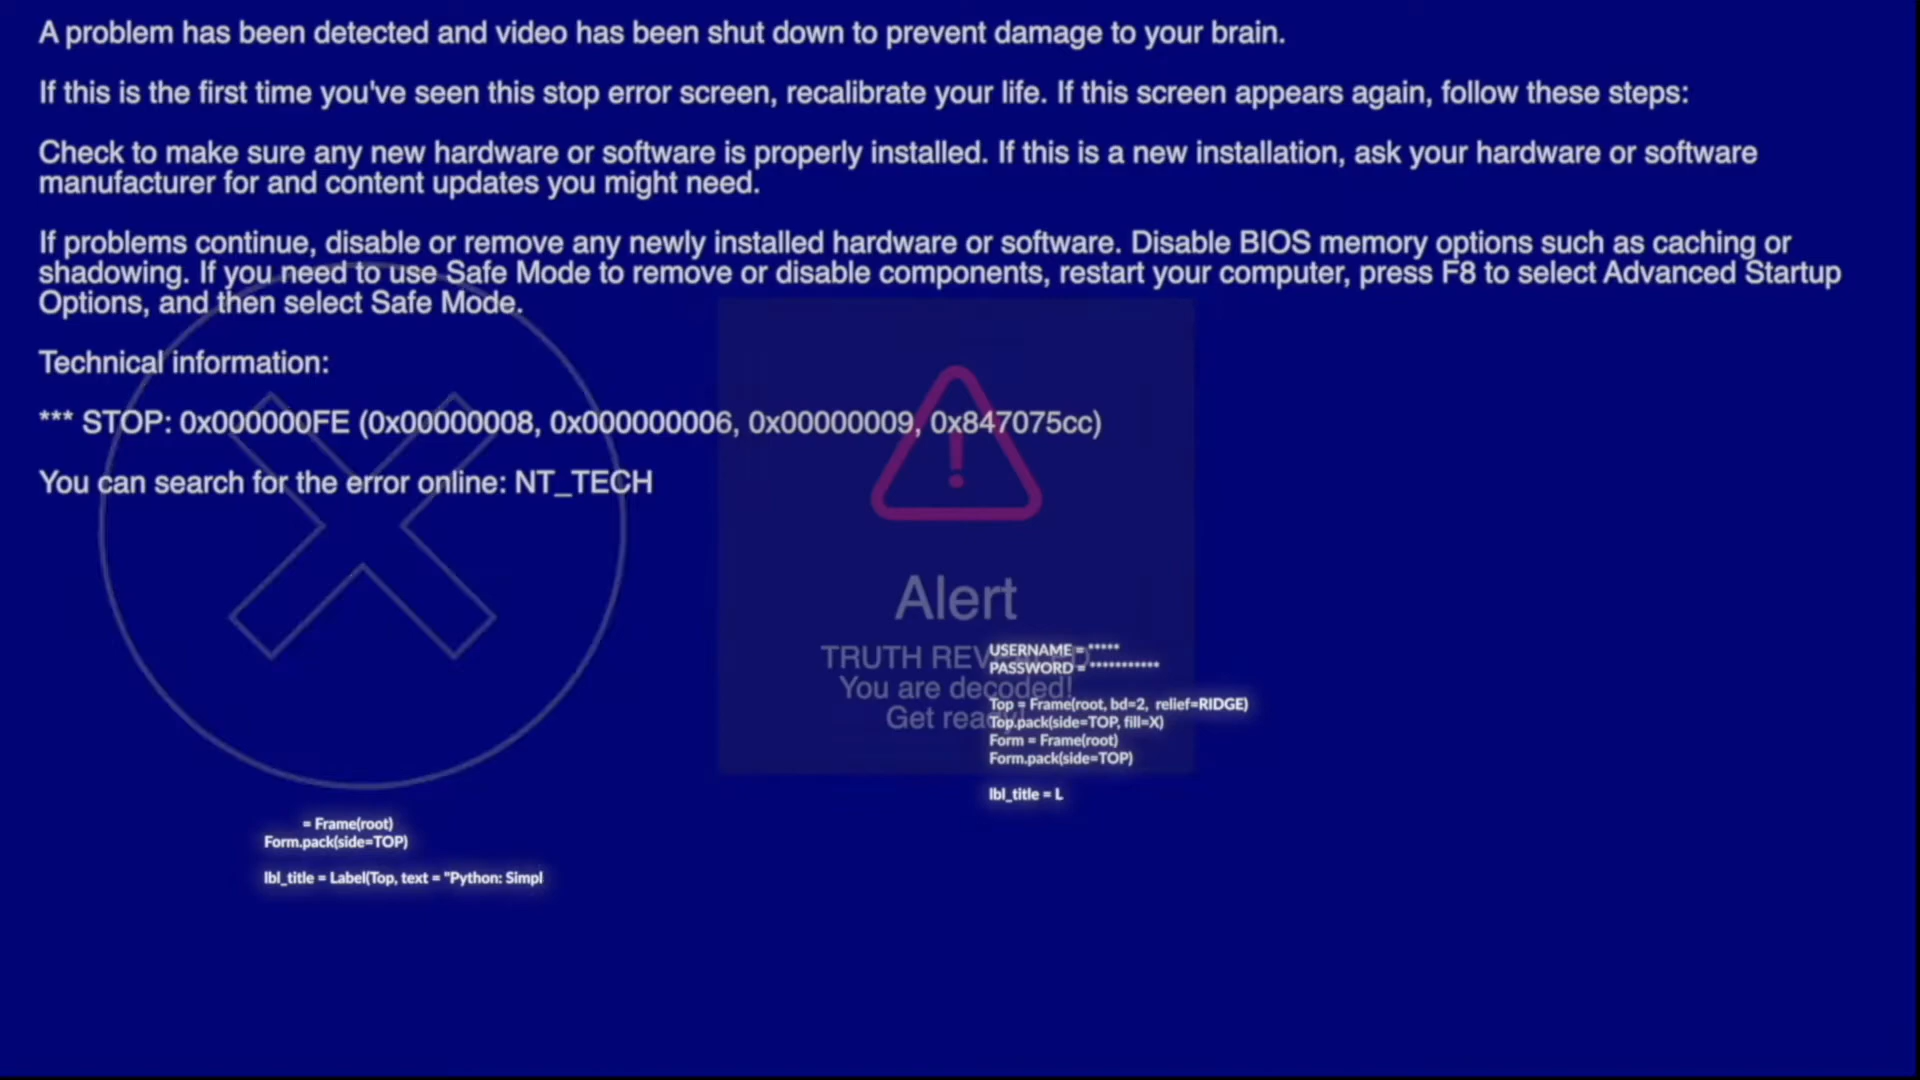 A problem has been detected and video has been shut down to prevent damage to your brain.
If this is the first time you've seen this stop error screen, recalibrate your life. If this screen appears again, follow these steps:
Check to make sure any new hardware or software is properly installed. If this is a new installation, ask your hardware or software
manufacturer for and content updates you might need.
If problems continue, disable or remove any newly installed hardware or software. Disable BIOS memory options such as caching or
shadowing. If you need to use Safe Mode to remove or disable components, restart your computer, press F8 to select Advanced Startup
Options, and then select Safe Mode.
Technical information:
*** STOP: 0x000000FE (0x00000008, 0x000000006, 0x00000009, 0x847075cc)
You can search for the error online: NT_TECH
Alert
TRUTH
You are decoded!
Get
USERNAME = *****
PASSWORD = ***********
Top = Frame(root, bd=2,  relief=RIDGE)
Top.pack(side=TOP, fill=X)
Form = Frame(root)
Form.pack(side=TOP)
lbl_title = L
= Frame(root)
Form.pack(side=TOP)
lbl_title = Label(Top, text = "Python: Simpl